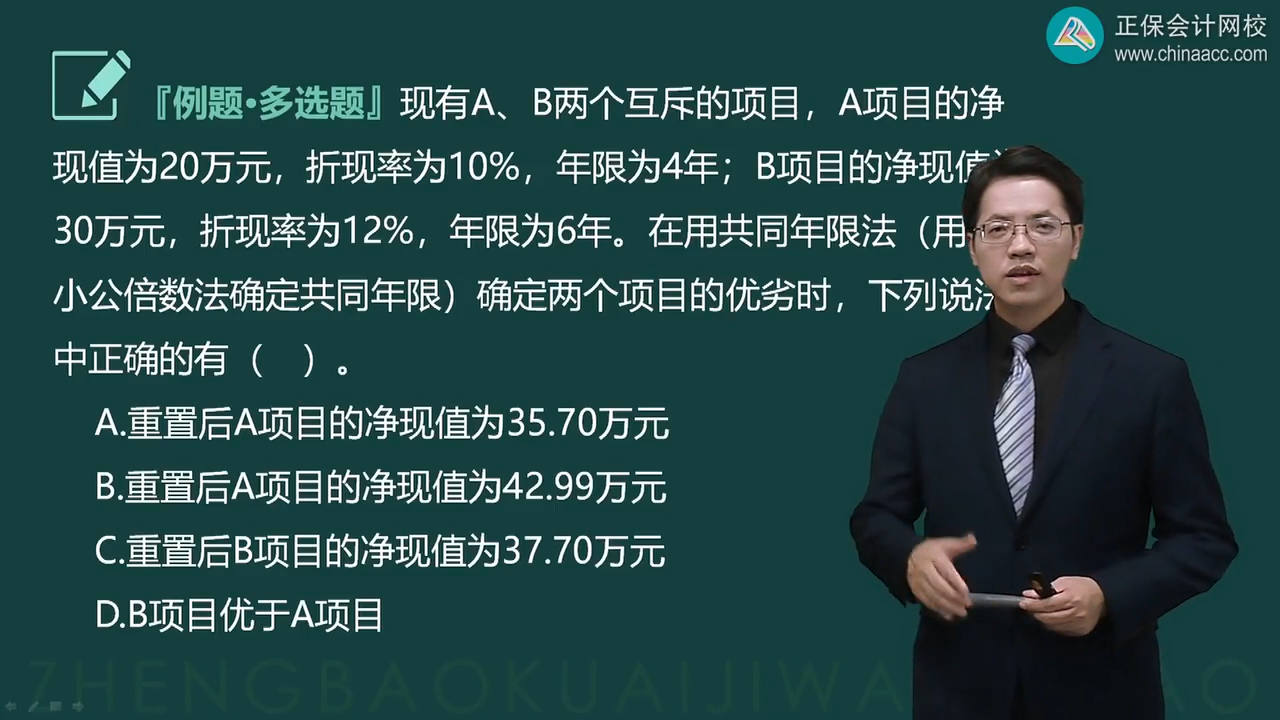 正保会计网校
www.chinaacc.com
『例题·多选题』现有A、B两个互斥的项目，A项目的净
现值为20万元，折现率为10%，年限为4年；B项目的净现值
30万元，折现率为12%，年限为6年。在用共同年限法（用
小公倍数法确定共同年限）确定两个项目的优劣时，下列说法
中正确的有（　）。
A.重置后A项目的净现值为35.70万元
B.重置后A项目的净现值为42.99万元
C.重置后B项目的净现值为37.70万元
D.B项目优于A项目
ZHENGBAOKUAIJIWA